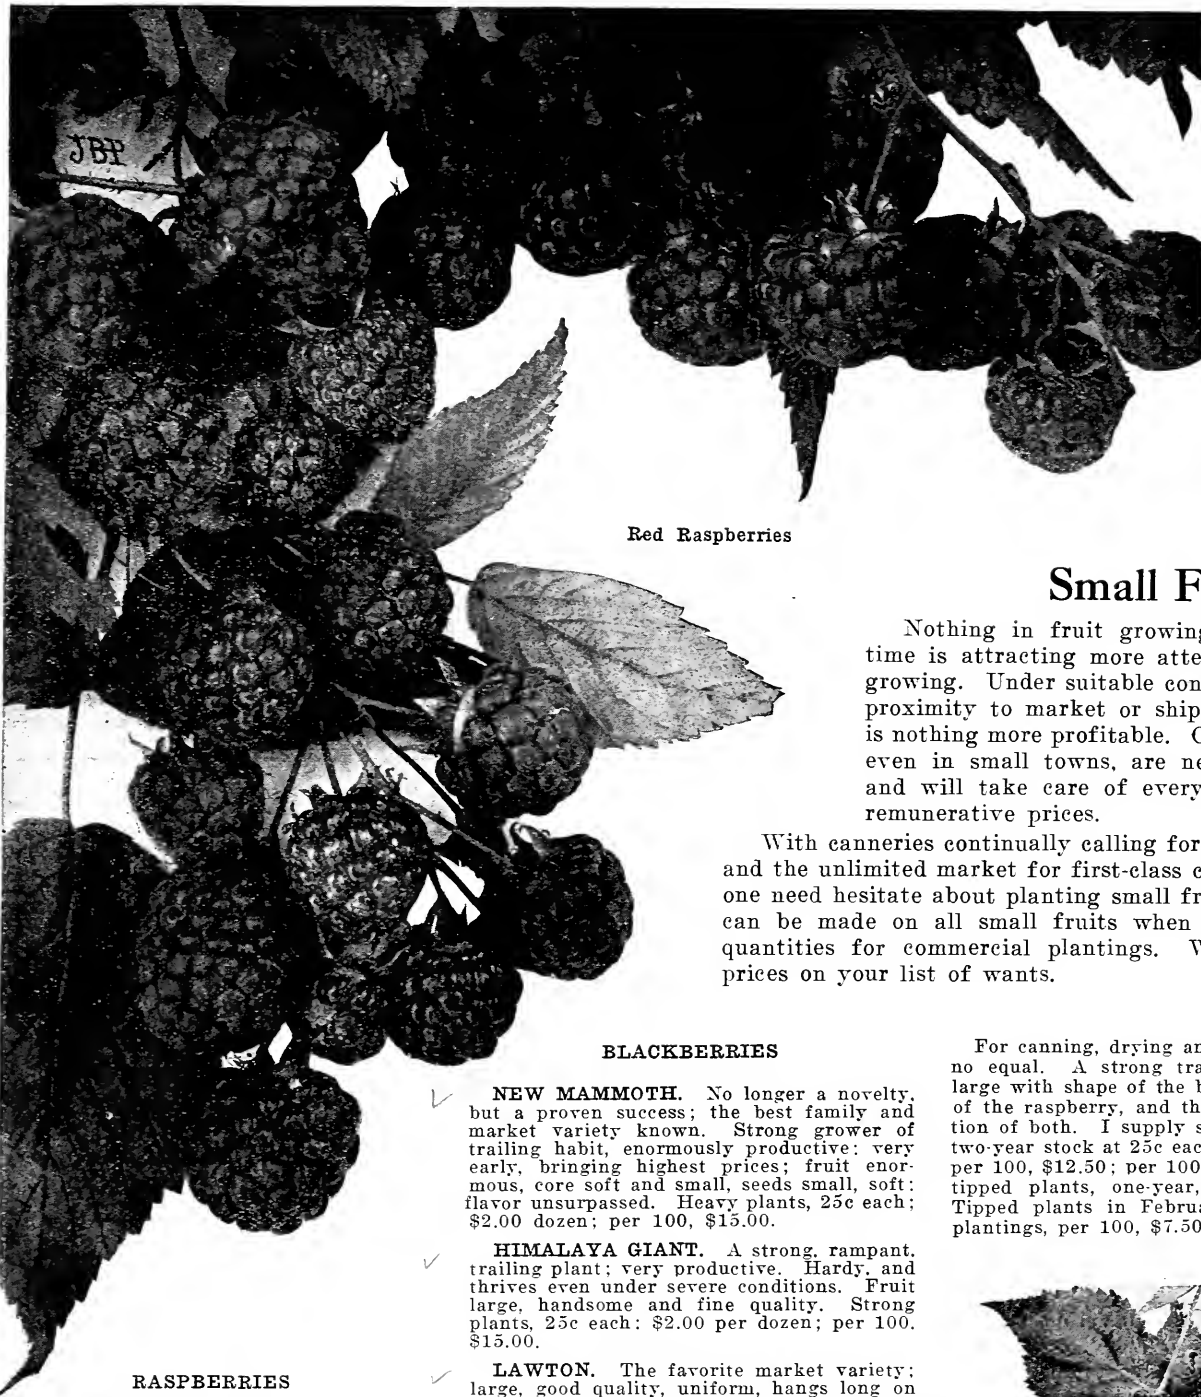 JBP
Red Raspberries
Small F
Nothing in fruit growing
time is attracting more atte
growing. Under suitable con
proximity to market or ship
is nothing more profitable. C
even in small towns, are ne
and will take care of every
remunerative prices.
With canneries continually calling for
and the unlimited market for first-class c
one need hesitate about planting small fr
can be made on all small fruits when
quantities for commercial plantings. W
prices on your list of wants.
BLACKBERRIES
NEW MAMMOTH. No longer a novelty,
but a proven success; the best family and
market variety known. Strong grower of
trailing habit, enormously productive; very
early, bringing highest prices; fruit enor-
mous, core soft and small, seeds small, soft;
flavor unsurpassed. Heavy plants, 25c each;
$2.00 dozen; per 100, $15.00.
HIMALAYA GIANT. A strong, rampant,
trailing plant; very productive. Hardy, and
thrives even under severe conditions. Fruit
large, handsome and fine quality. Strong
plants, 25c each; $2.00 per dozen; per 100,
$15.00.
LAWTON. The favorite market variety;
large, good quality, uniform, hangs long on
For canning, drying an
no equal. A strong tra
large with shape of the b
of the raspberry, and th
tion of both. I supply s
two-year stock at 25c eac
per 100, $12.50; per 100
tipped plants, one-year,
Tipped plants in Februa
plantings, per 100, $7.50
RASPBERRIES